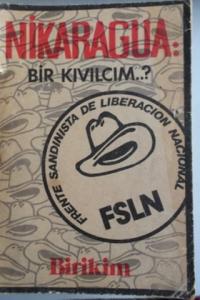 NİKARAGUA:
BİR KIVILCIM..?
FRENTE SANDINISTA DE LIBERACION NACIONAL
FSLN
Birikim